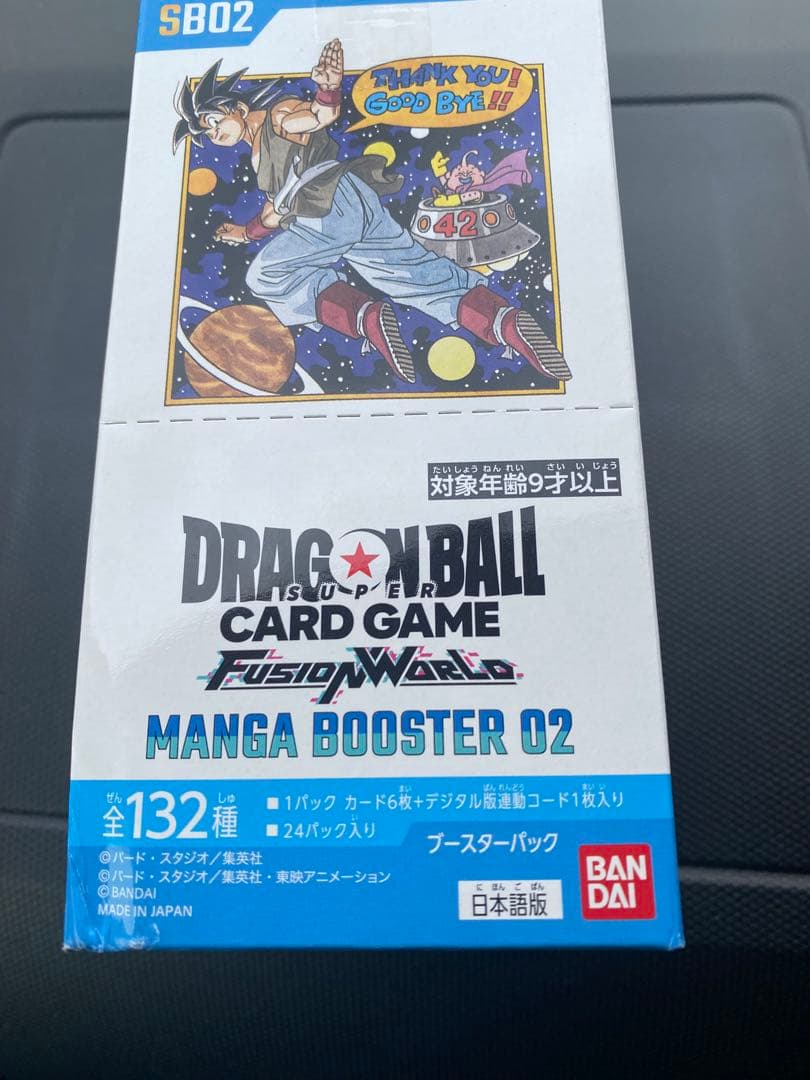 SB02
THANK YOU!
GOOD BYE!!
42
たいしょうねんれい さいいじょう
対象年齢9才以上
DRAGON BALL
SUPER
CARD GAME
FUSION WORLD
MANGA BOOSTER 02
ぜん しゅ
全132種
まい ばんれんどう まいい
■1パック カード6枚+デジタル版連動コード1枚入り
い
■24パック入り
ブースターパック
©バード・スタジオ/集英社
©バード・スタジオ/集英社・東映アニメーション
©BANDAI
MADE IN JAPAN
にほんごばん
日本語版
BAN
DAI